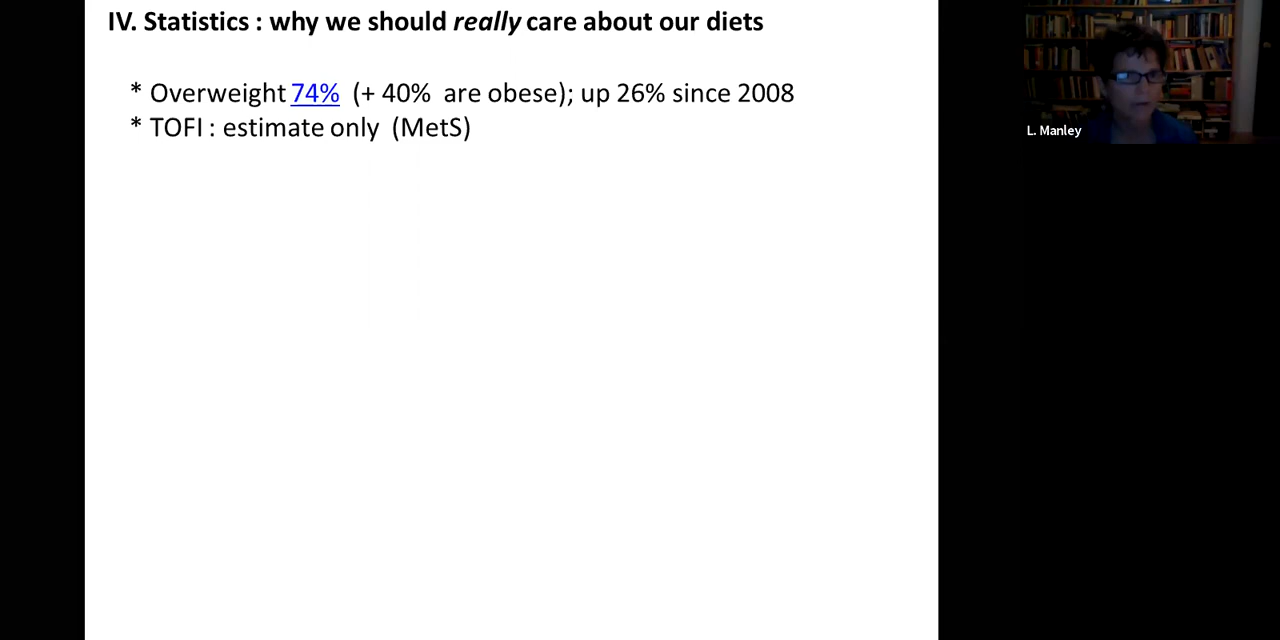 IV. Statistics : why we should really care about our diets
* Overweight 74% (+ 40% are obese); up 26% since 2008
* TOFI : estimate only (MetS)
L. Manley